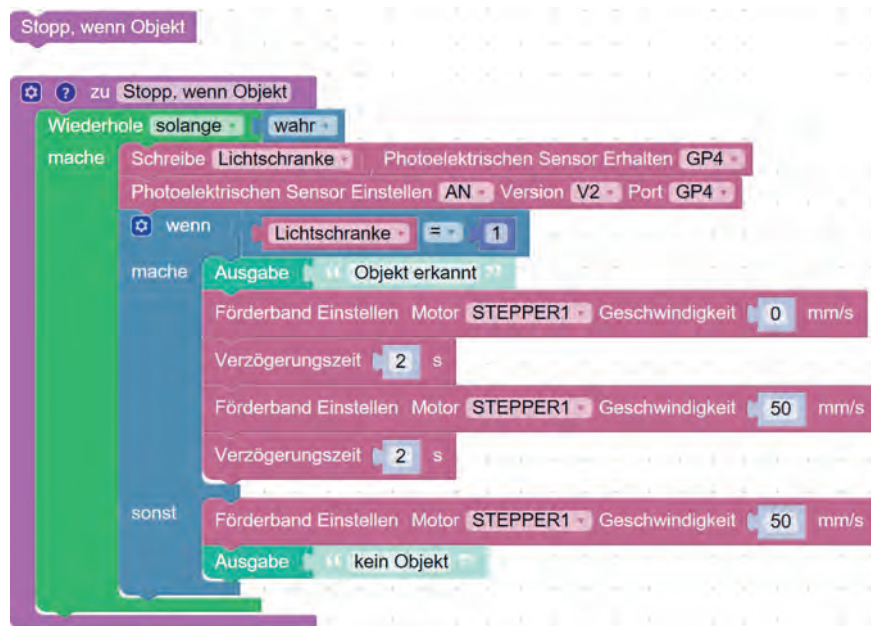 Stopp, wenn Objekt
? zu Stopp, wenn Objekt
Wiederhole solange wahr
mache Schreibe Lichtschranke Photoelektrischen Sensor Erhalten GP4
Photoelektrischen Sensor Einstellen AN Version V2 Port GP4
wenn Lichtschranke = 1
mache Ausgabe “ Objekt erkannt ”
Förderband Einstellen Motor STEPPER1 Geschwindigkeit 0 mm/s
Verzögerungszeit 2 s
Förderband Einstellen Motor STEPPER1 Geschwindigkeit 50 mm/s
Verzögerungszeit 2 s
sonst Förderband Einstellen Motor STEPPER1 Geschwindigkeit 50 mm/s
Ausgabe “ kein Objekt ”